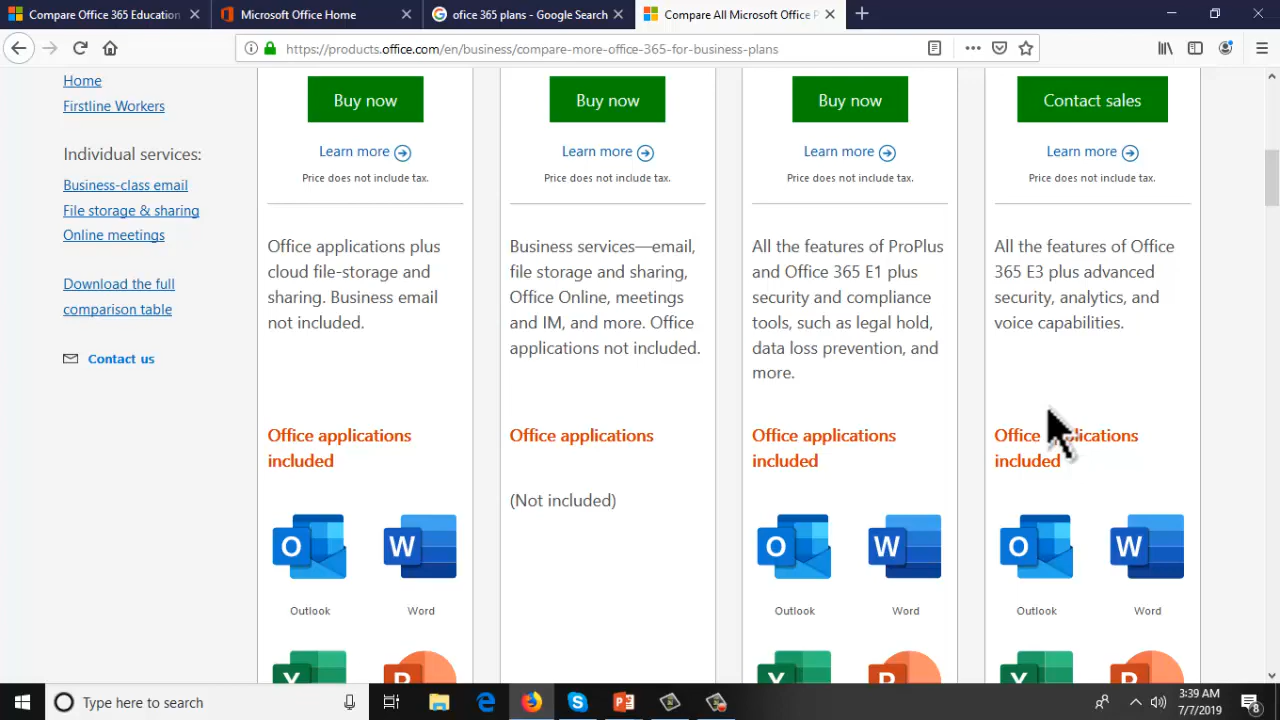 Compare Office 365 Education
Microsoft Office Home
ofice 365 plans - Google Search
Compare All Microsoft Office P
https://products.office.com/en/business/compare-more-office-365-for-business-plans
Home
Firstline Workers
Individual services:
Business-class email
File storage & sharing
Online meetings
Download the full
comparison table
Contact us
Buy now
Learn more
Price does not include tax.
Office applications plus
cloud file-storage and
sharing. Business email
not included.
Office applications
included
O
W
Outlook
Word
X
P
Buy now
Learn more
Price does not include tax.
Business services—email,
file storage and sharing,
Office Online, meetings
and IM, and more. Office
applications not included.
Office applications
(Not included)
Buy now
Learn more
Price does not include tax.
All the features of ProPlus
and Office 365 E1 plus
security and compliance
tools, such as legal hold,
data loss prevention, and
more.
Office applications
included
O
W
Outlook
Word
X
P
Contact sales
Learn more
Price does not include tax.
All the features of Office
365 E3 plus advanced
security, analytics, and
voice capabilities.
Office applications
included
O
W
Outlook
Word
X
P
Type here to search
3:39 AM
7/7/2019
8